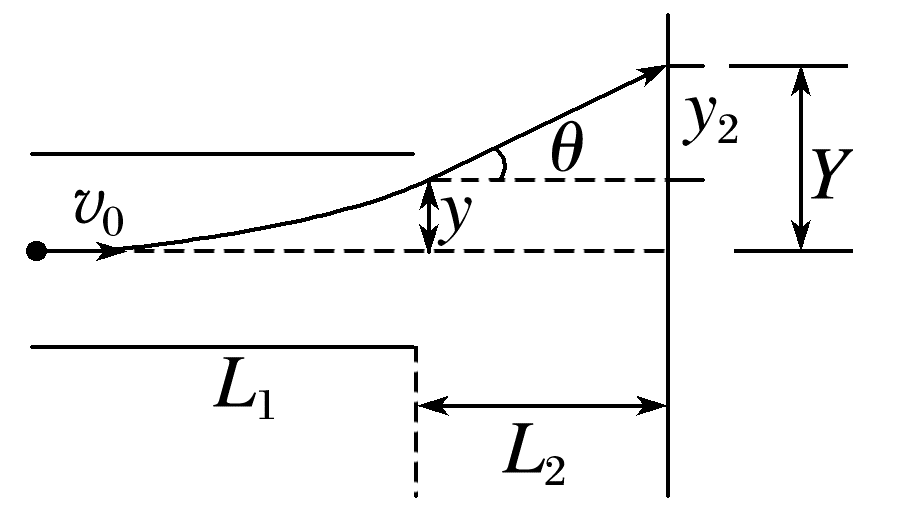 y₂
θ
Y
v₀
y
L₁
L₂